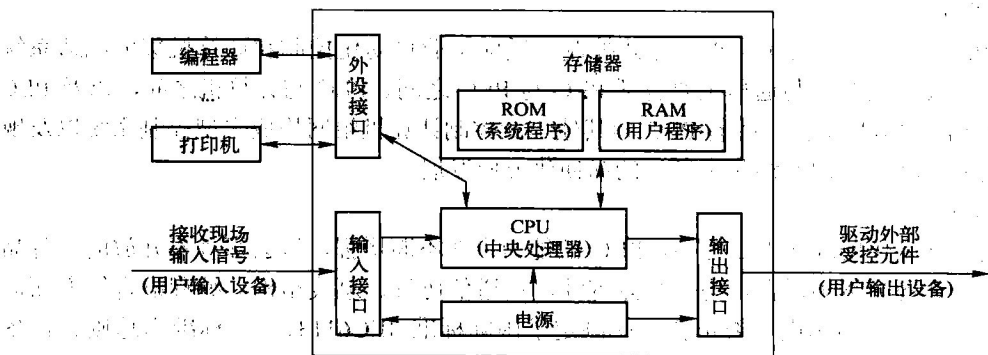 编程器
...
打印机
外设接口
存储器
ROM
(系统程序)
RAM
(用户程序)
接收现场
输入信号
(用户输入设备)
输入接口
CPU
(中央处理器)
电源
输出接口
驱动外部
受控元件
(用户输出设备)